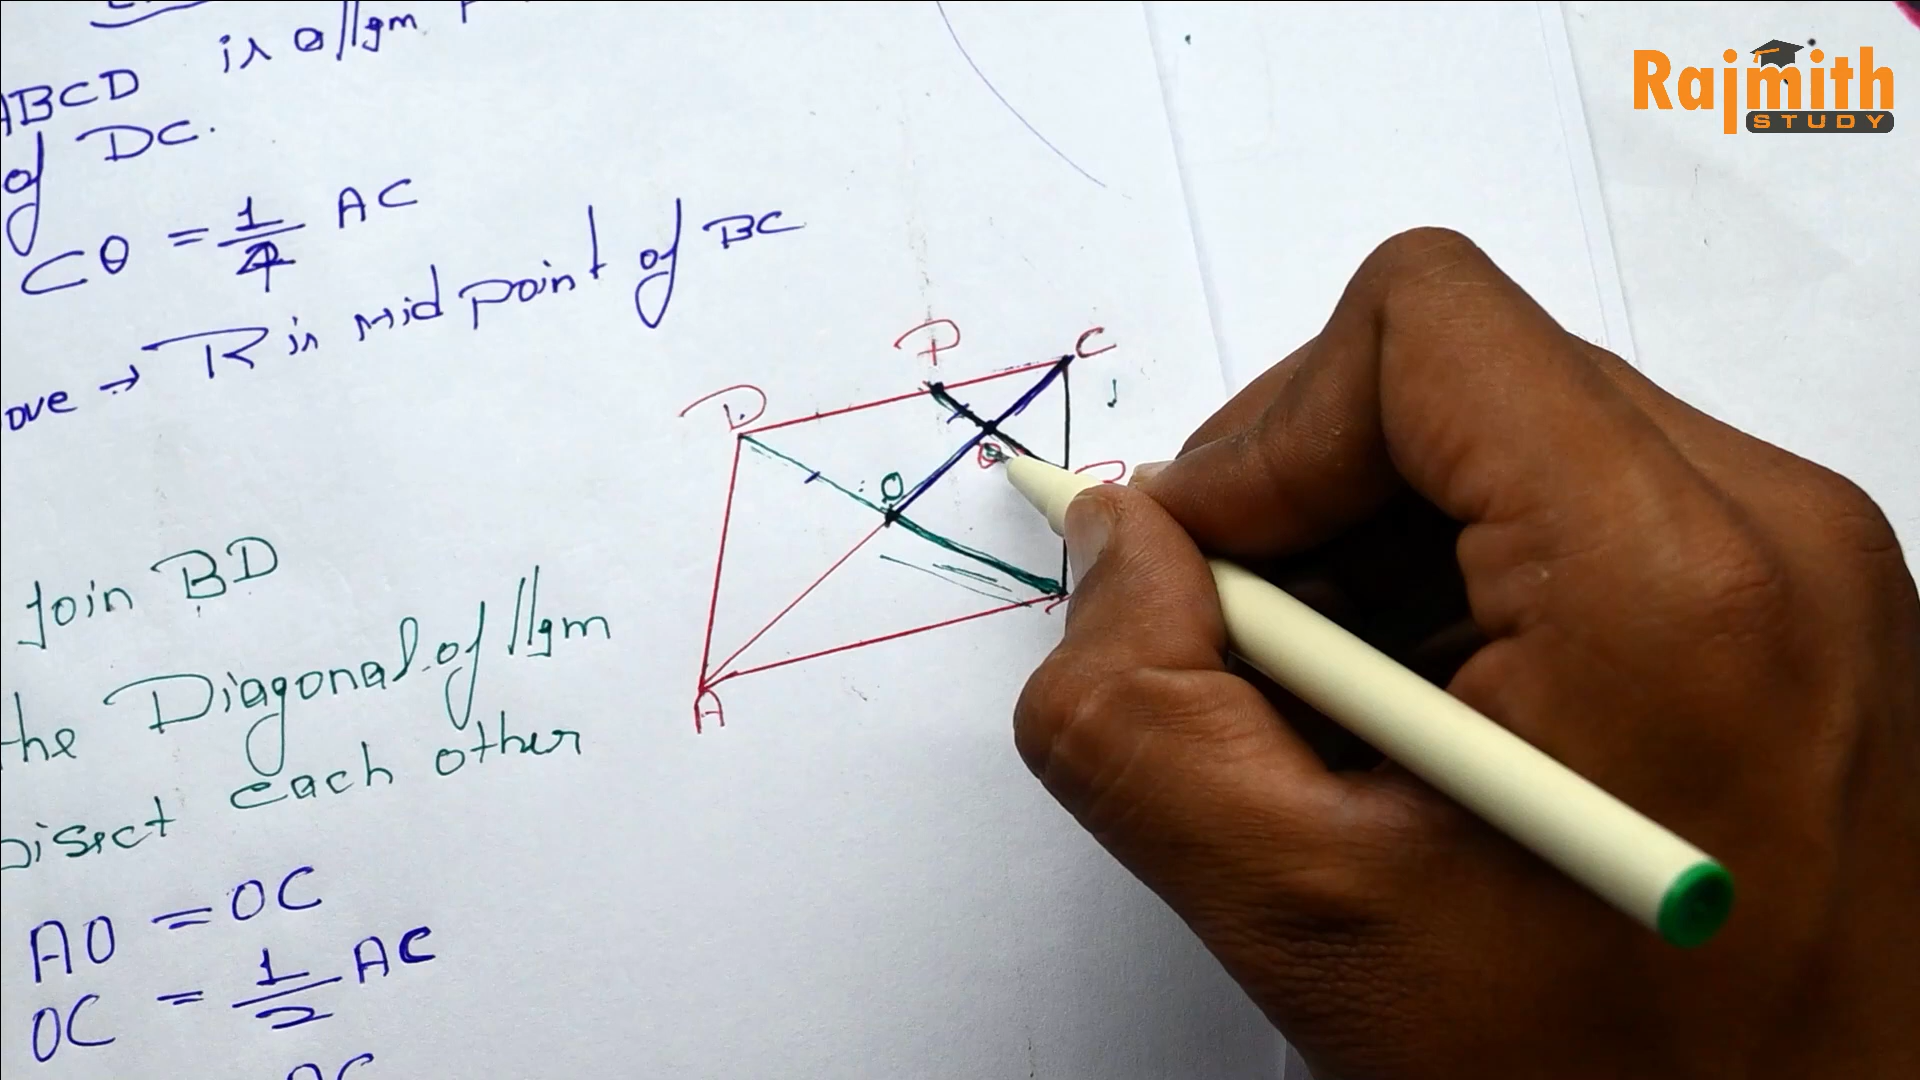 is a ||gm
ABCD
of DC.
CQ = 1/4 AC
ove → R is mid point of BC
Join BD
the Diagonal of ||gm
Bisect each other
AO = OC
OC = 1/2 AC
OC
D
P
C
O
Q
A
Rajmith
STUDY